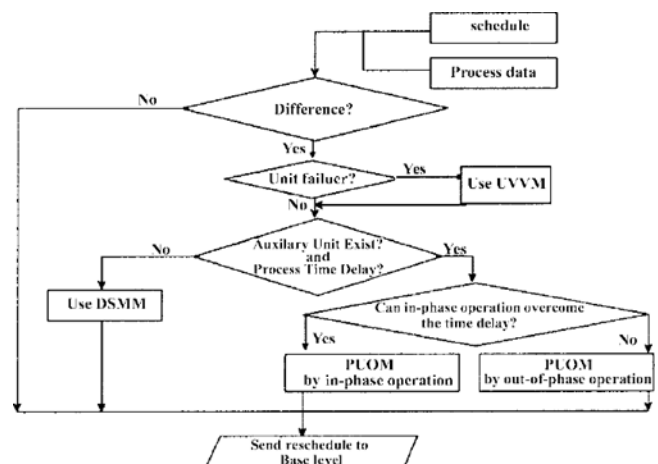 schedule
Process data
No
Difference?
Yes
Unit failuer?
Yes
Use UVVM
No
Auxilary Unit Exist?
and
Process Time Delay?
No
Yes
Use DSMM
Can in-phase operation overcome
the time delay?
Yes
No
PUOM
by in-phase operation
PUOM
by out-of-phase operation
Send reschedule to
Base level